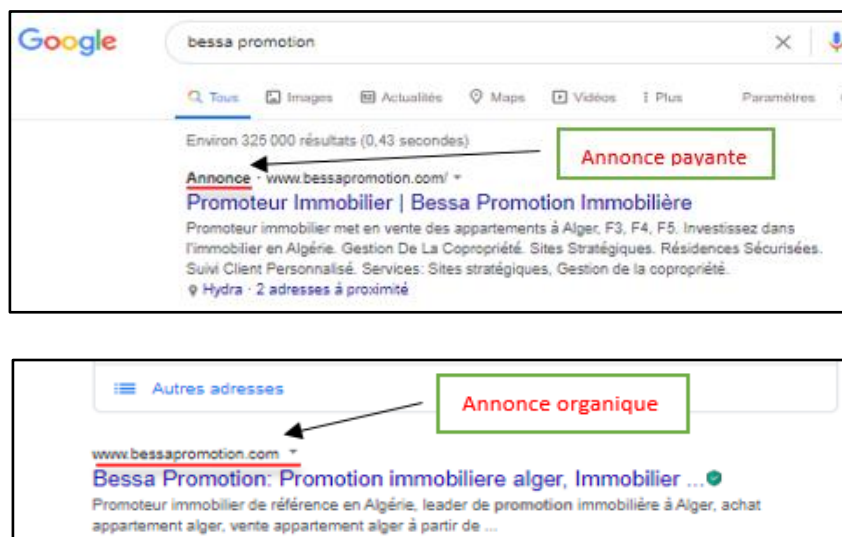 Google bessa promotion
Tous Images Actualités Maps Vidéos Plus Paramètres
Environ 325 000 résultats (0,43 secondes)
Annonce payante
Annonce · www.bessapromotion.com/
Promoteur Immobilier | Bessa Promotion Immobilière
Promoteur immobilier met en vente des appartements à Alger, F3, F4, F5. Investissez dans
l'immobilier en Algérie. Gestion De La Copropriété. Sites Stratégiques. Résidences Sécurisées.
Suivi Client Personnalisé. Services: Sites stratégiques, Gestion de la copropriété.
Hydra · 2 adresses à proximité
Autres adresses
Annonce organique
www.bessapromotion.com
Bessa Promotion: Promotion immobiliere alger, Immobilier ...
Promoteur immobilier de référence en Algérie, leader de promotion immobilière à Alger, achat
appartement alger, vente appartement alger à partir de ...